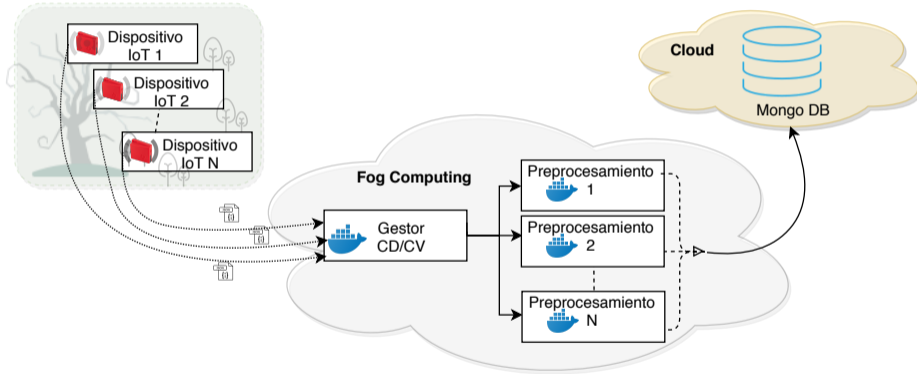 Dispositivo
IoT 1
Dispositivo
IoT 2
Dispositivo
IoT N
Cloud
Mongo DB
Fog Computing
Gestor
CD/CV
Preprocesamiento
1
Preprocesamiento
2
Preprocesamiento
N